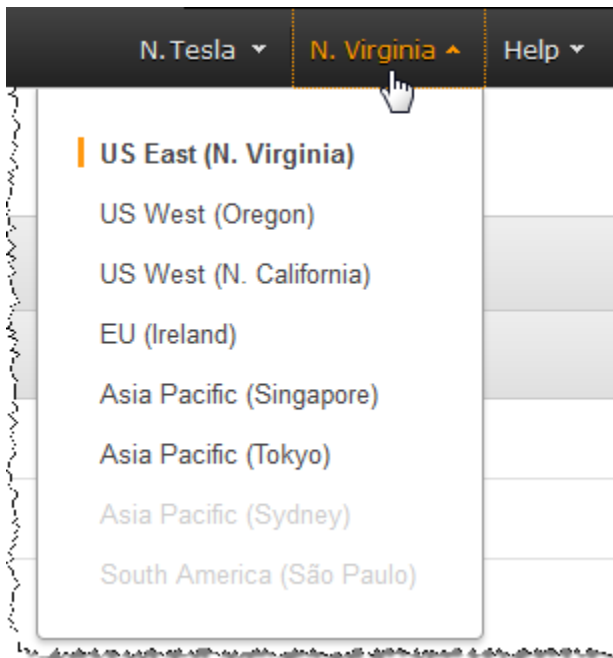 N. Tesla N. Virginia Help
US East (N. Virginia)
US West (Oregon)
US West (N. California)
EU (Ireland)
Asia Pacific (Singapore)
Asia Pacific (Tokyo)
Asia Pacific (Sydney)
South America (São Paulo)